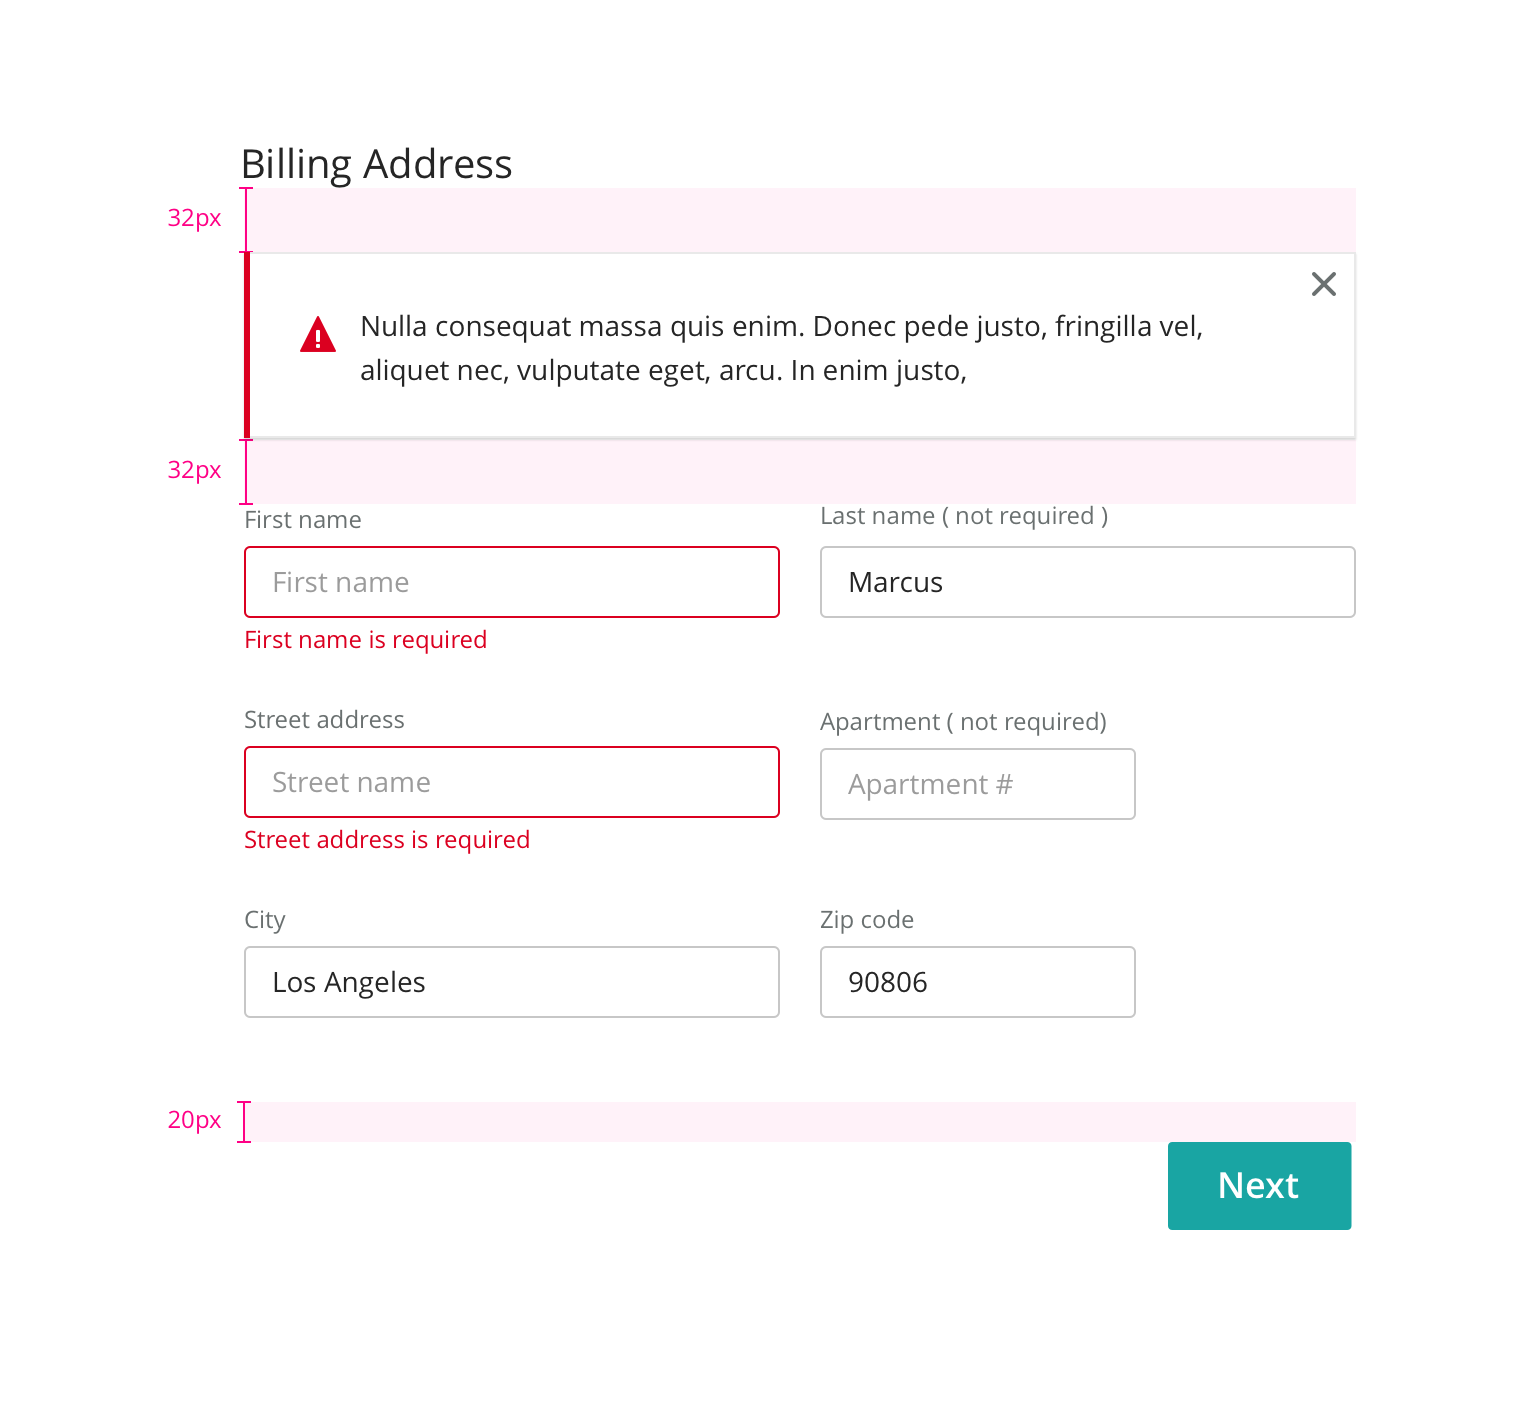 Billing Address
32px
Nulla consequat massa quis enim. Donec pede justo, fringilla vel,
aliquet nec, vulputate eget, arcu. In enim justo,
32px
First name
Last name ( not required )
First name
Marcus
First name is required
Street address
Apartment ( not required)
Street name
Apartment #
Street address is required
City
Zip code
Los Angeles
90806
20px
Next